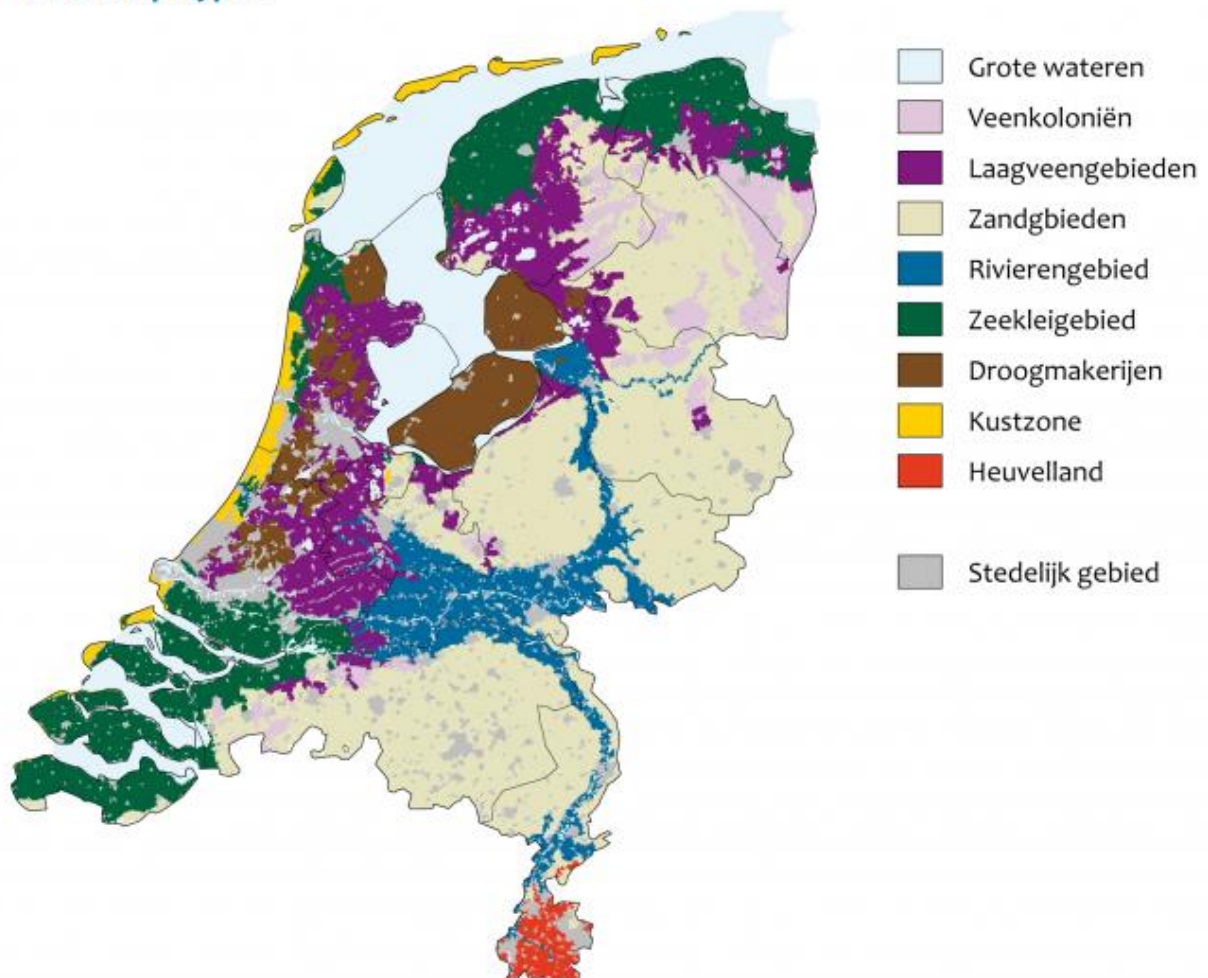 Grote wateren
Veenkoloniën
Laagveengebieden
Zandgbieden
Rivierengebied
Zeekleigebied
Droogmakerijen
Kustzone
Heuvelland
Stedelijk gebied